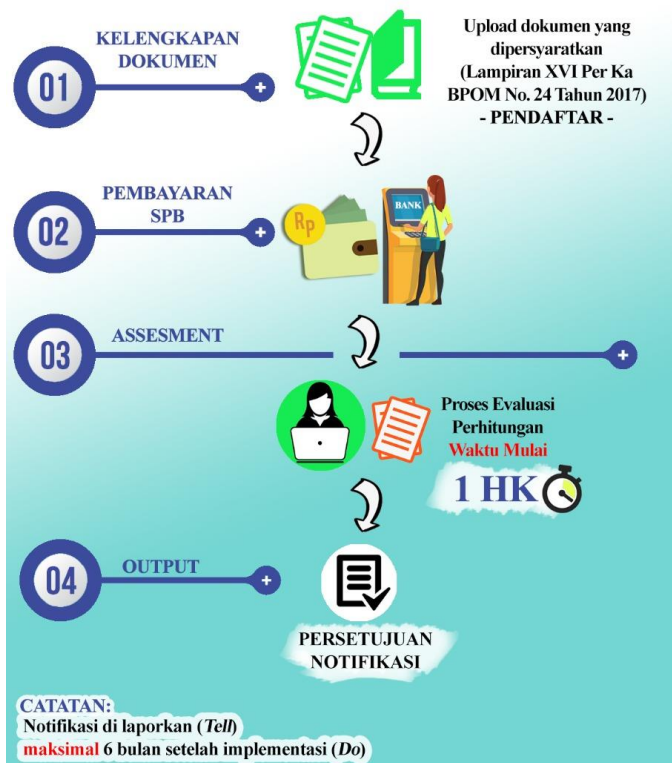 01
KELENGKAPAN
DOKUMEN
Upload dokumen yang
dipersyaratkan
(Lampiran XVI Per Ka
BPOM No. 24 Tahun 2017)
- PENDAFTAR -
02
PEMBAYARAN
SPB
Rp
BANK
03
ASSESMENT
Proses Evaluasi
Perhitungan
Waktu Mulai
1 HK
04
OUTPUT
PERSETUJUAN
NOTIFIKASI
CATATAN:
Notifikasi di laporkan (Tell)
maksimal 6 bulan setelah implementasi (Do)